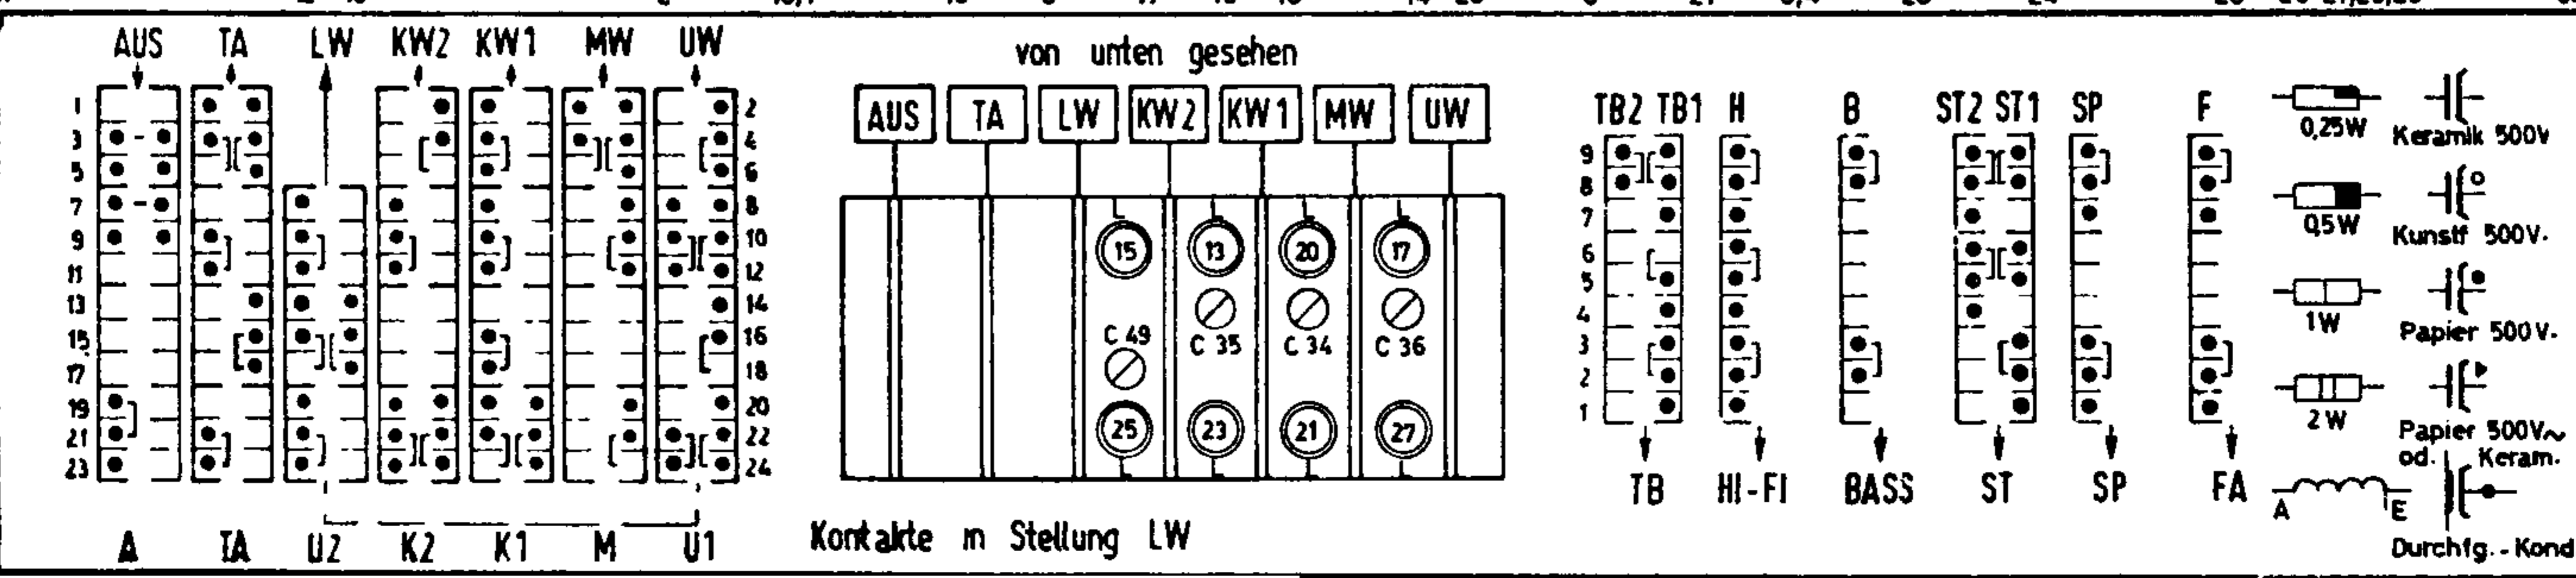 AUS TA LW KW2 KW1 MW UW
1 2
3 4
5 6
7 8
9 10
11 12
13 14
15 16
17 18
19 20
21 22
23 24
A TA U2 K2 K1 M U1
von unten gesehen
AUS TA LW KW2 KW1 MW UW
15 13 20 17
C 49 C 35 C 34 C 36
25 23 21 27
Kontakte in Stellung LW
TB2 TB1 H B ST2 ST1 SP F
9
8
7
6
5
4
3
2
1
TB HI-FI BASS ST SP FA
0,25W Keramik 500V
0,5W Kunstf 500V.
1W Papier 500V.
2W Papier 500V~
od. Keram.
A E
Durchfg.-Kond